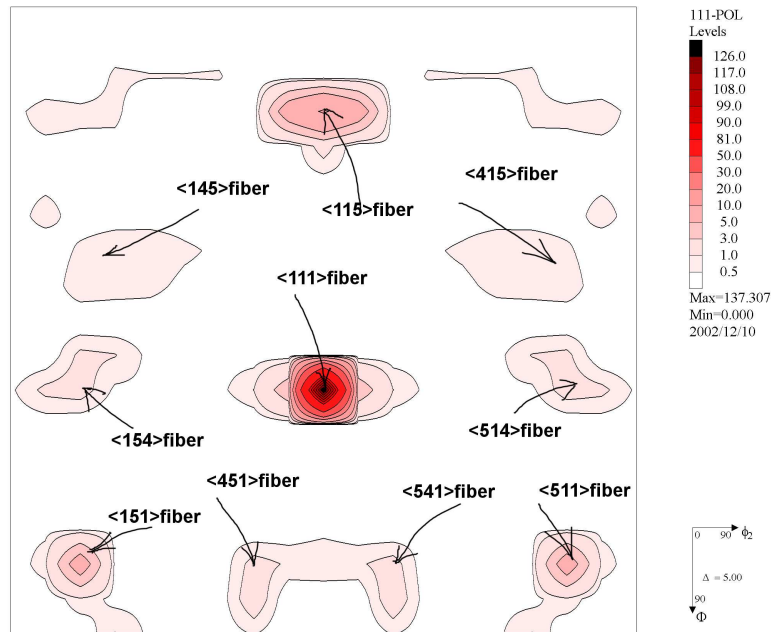 111-POL
Levels
126.0
117.0
108.0
99.0
90.0
81.0
50.0
30.0
20.0
10.0
5.0
3.0
1.0
0.5
Max=137.307
Min=0.000
2002/12/10
<145>fiber
<115>fiber
<415>fiber
<111>fiber
<154>fiber
<514>fiber
<151>fiber
<451>fiber
<541>fiber
<511>fiber
0 90 ϕ2
Δ = 5.00
90
Φ